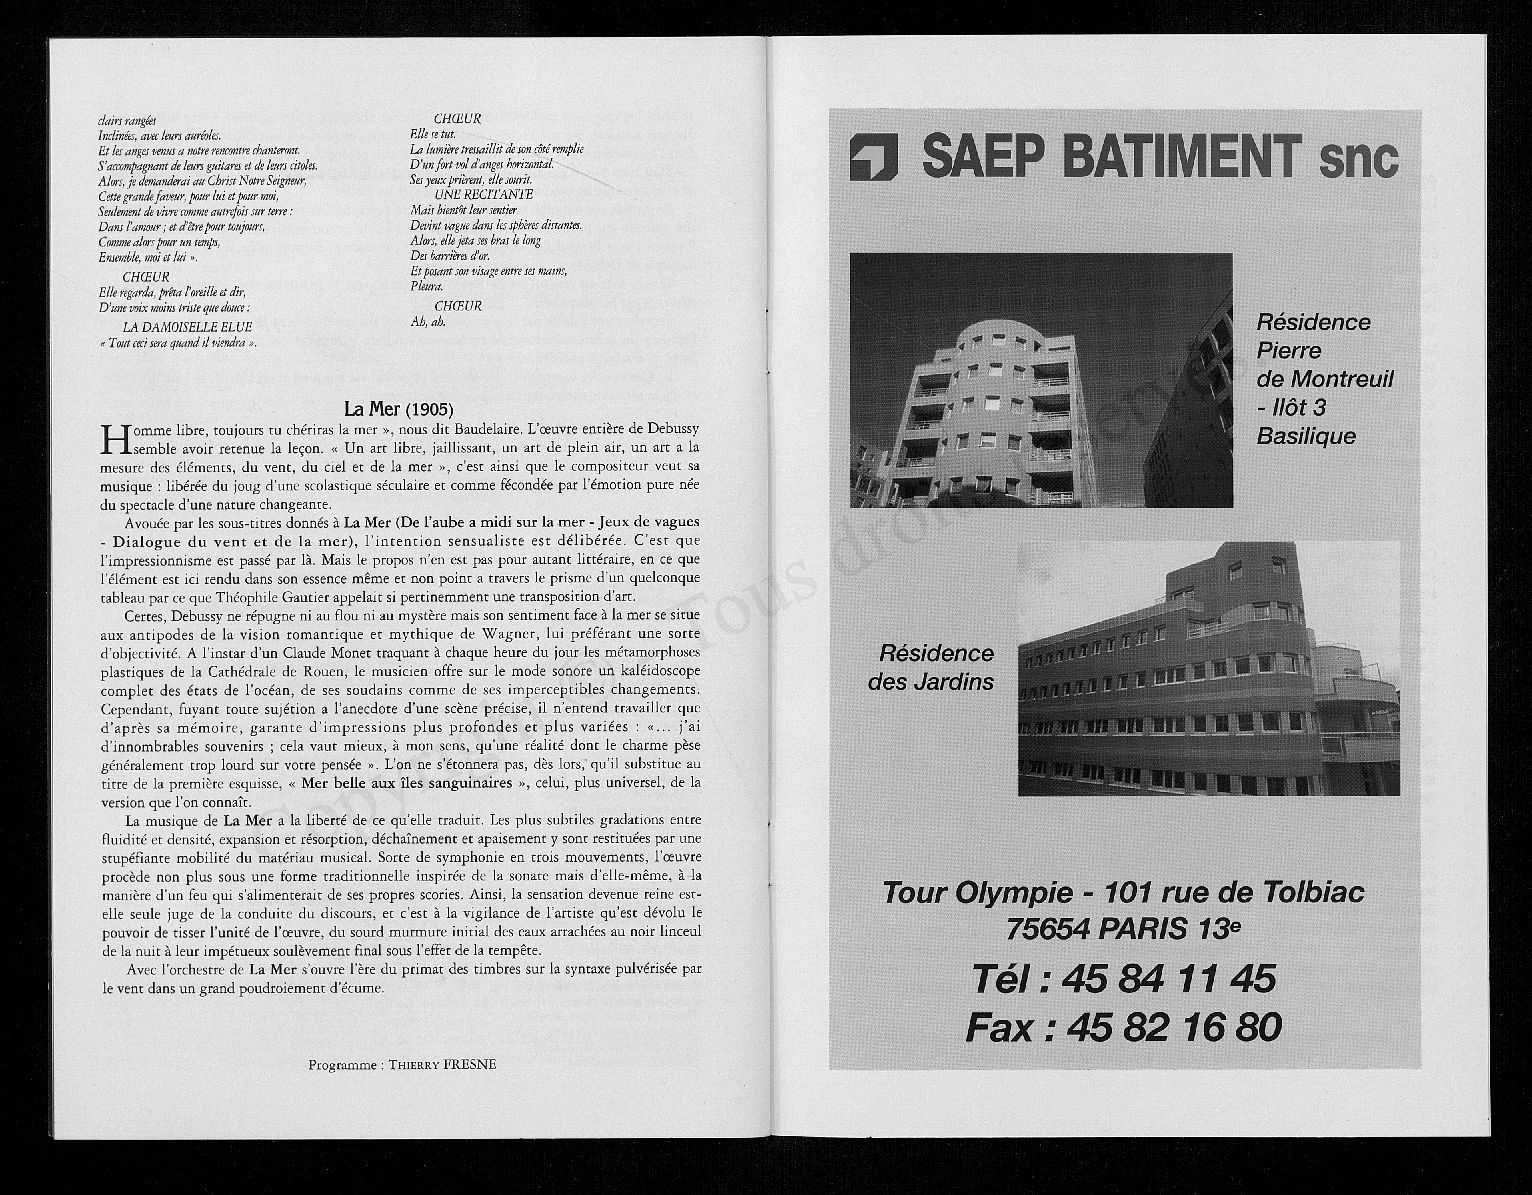 clairs rangées
Inclinées, avec leurs auréoles.
Et les anges venus a notre rencontre chanteront.
S'accompagnant de leurs guitares et de leurs citoles.
Alors, je demanderai au Christ Notre Seigneur,
Cette grande faveur, pour lui et pour moi,
Seulement de vivre comme autrefois sur terre :
Dans l'amour ; et d'être pour toujours,
Comme alors pour un temps,
Ensemble, moi et lui ».
CHŒUR
Elle regarda, prêta l'oreille et dir,
D'une voix moins triste que douce :
LA DAMOISELLE ELUE
« Tout ceci sera quand il viendra ».
CHŒUR
Elle se tut.
La lumière tressaillit de son côté remplie
D'un fort vol d'anges horizontal.
Ses yeux prièrent, elle sourit.
UNE RECITANTE
Mais bientôt leur sentier
Devint vague dans les sphères distantes.
Alors, elle jeta ses bras le long
Des barrières d'or.
Et posant son visage entre ses mains,
Pleura.
CHŒUR
Ah, ah.
La Mer (1905)
Homme libre, toujours tu chériras la mer », nous dit Baudelaire. L'œuvre entière de Debussy
semble avoir retenue la leçon. « Un art libre, jaillissant, un art de plein air, un art a la
mesure des éléments, du vent, du ciel et de la mer », c'est ainsi que le compositeur veut sa
musique : libérée du joug d'une scolastique séculaire et comme fécondée par l'émotion pure née
du spectacle d'une nature changeante.
Avouée par les sous-titres donnés à La Mer (De l'aube a midi sur la mer - Jeux de vagues
- Dialogue du vent et de la mer), l'intention sensualiste est délibérée. C'est que
l'impressionnisme est passé par là. Mais le propos n'en est pas pour autant littéraire, en ce que
l'élément est ici rendu dans son essence même et non point a travers le prisme d'un quelconque
tableau par ce que Théophile Gautier appelait si pertinemment une transposition d'art.
Certes, Debussy ne répugne ni au flou ni au mystère mais son sentiment face à la mer se situe
aux antipodes de la vision romantique et mythique de Wagner, lui préférant une sorte
d'objectivité. A l'instar d'un Claude Monet traquant à chaque heure du jour les métamorphoses
plastiques de la Cathédrale de Rouen, le musicien offre sur le mode sonore un kaléidoscope
complet des états de l'océan, de ses soudains comme de ses imperceptibles changements.
Cependant, fuyant toute sujétion a l'anecdote d'une scène précise, il n'entend travailler que
d'après sa mémoire, garante d'impressions plus profondes et plus variées : «... j'ai
d'innombrables souvenirs ; cela vaut mieux, à mon sens, qu'une réalité dont le charme pèse
généralement trop lourd sur votre pensée ». L'on ne s'étonnera pas, dès lors, qu'il substitue au
titre de la première esquisse, « Mer belle aux îles sanguinaires », celui, plus universel, de la
version que l'on connaît.
La musique de La Mer a la liberté de ce qu'elle traduit. Les plus subtiles gradations entre
fluidité et densité, expansion et résorption, déchaînement et apaisement y sont restituées par une
stupéfiante mobilité du matériau musical. Sorte de symphonie en trois mouvements, l'œuvre
procède non plus sous une forme traditionnelle inspirée de la sonate mais d'elle-même, à la
manière d'un feu qui s'alimenterait de ses propres scories. Ainsi, la sensation devenue reine est-
elle seule juge de la conduite du discours, et c'est à la vigilance de l'artiste qu'est dévolu le
pouvoir de tisser l'unité de l'œuvre, du sourd murmure initial des eaux arrachées au noir linceul
de la nuit à leur impétueux soulèvement final sous l'effet de la tempête.
Avec l'orchestre de La Mer s'ouvre l'ère du primat des timbres sur la syntaxe pulvérisée par
le vent dans un grand poudroiement d'écume.
Programme : THIERRY FRESNE
SAEP BATIMENT snc
Résidence
Pierre
de Montreuil
- Ilôt 3
Basilique
Résidence
des Jardins
Tour Olympie - 101 rue de Tolbiac
75654 PARIS 13e
Tél : 45 84 11 45
Fax : 45 82 16 80